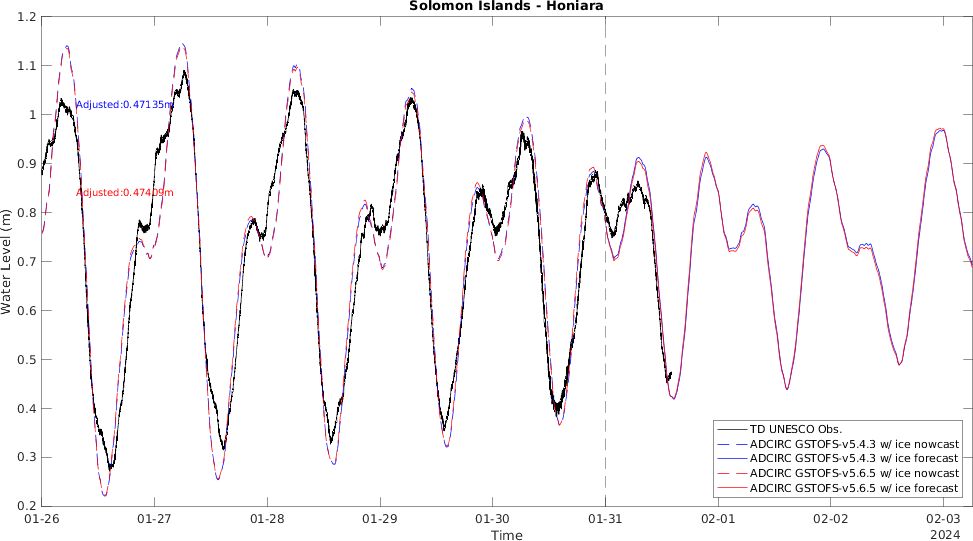 Solomon Islands - Honiara
1.2
1.1
1
0.9
0.8
0.7
0.6
0.5
0.4
0.3
0.2
Water Level (m)
Adjusted:0.47135m
Adjusted:0.47409m
TD UNESCO Obs.
ADCIRC GSTOFS-v5.4.3 w/ ice nowcast
ADCIRC GSTOFS-v5.4.3 w/ ice forecast
ADCIRC GSTOFS-v5.6.5 w/ ice nowcast
ADCIRC GSTOFS-v5.6.5 w/ ice forecast
01-26 01-27 01-28 01-29 01-30 01-31 02-01 02-02 02-03
Time
2024